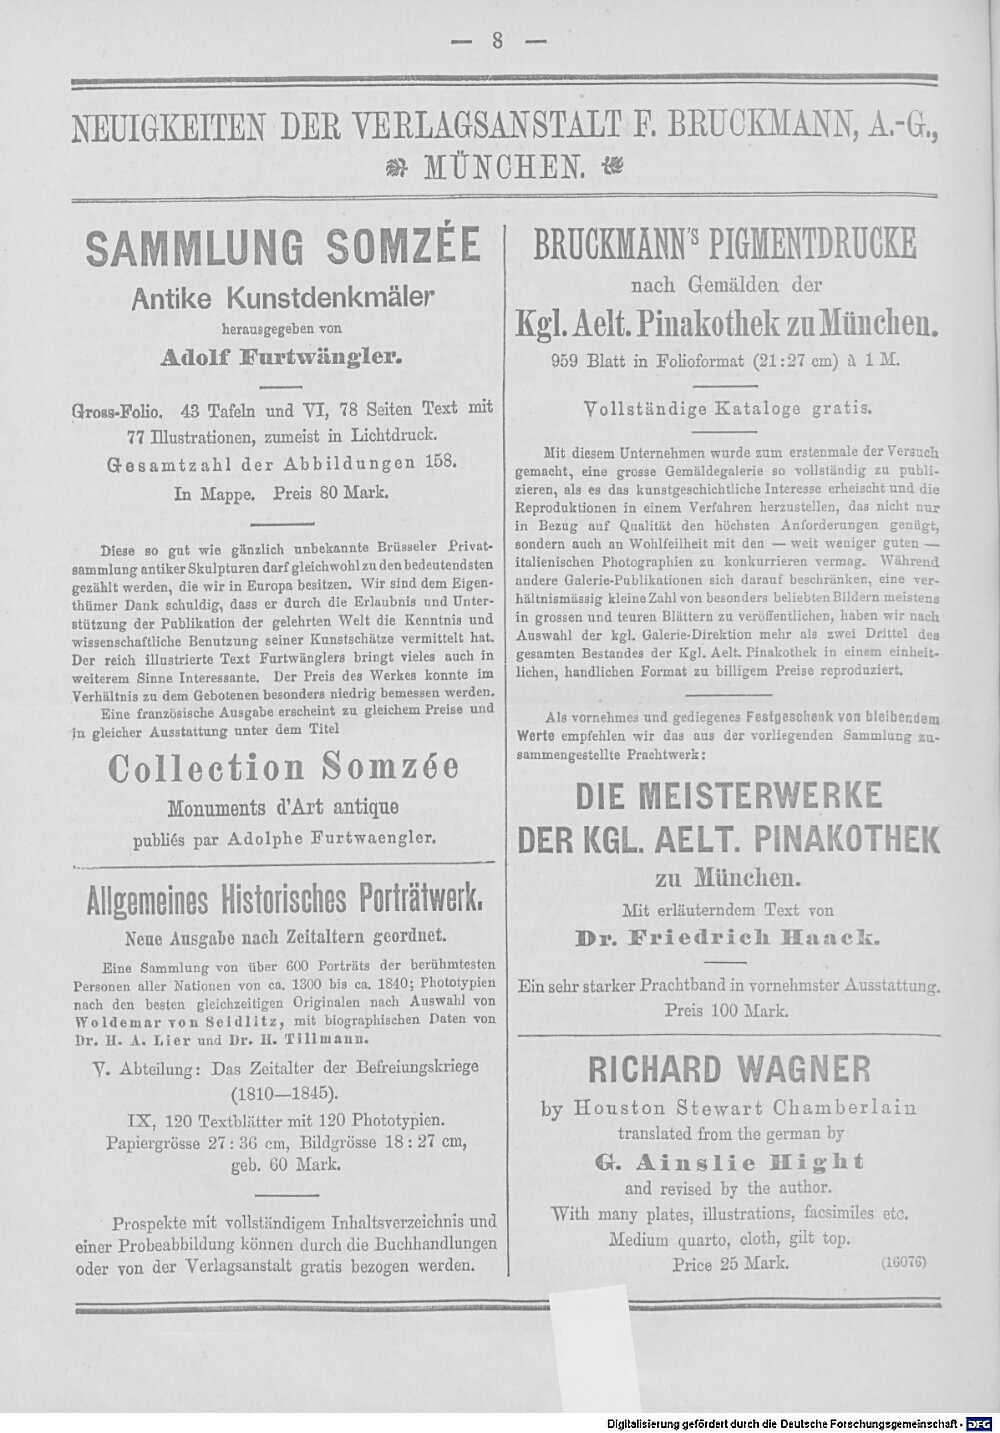 — 8 —
NEUIGKEITEN DER VERLAGSANSTALT F. BRUCKMANN, A.-G.,
MÜNCHEN.
SAMMLUNG SOMZÉE
Antike Kunstdenkmäler
herausgegeben von
Adolf Furtwängler.
Gross-Folio. 43 Tafeln und VI, 78 Seiten Text mit
77 Illustrationen, zumeist in Lichtdruck.
Gesamtzahl der Abbildungen 158.
In Mappe. Preis 80 Mark.
Diese so gut wie gänzlich unbekannte Brüsseler Privat-
sammlung antiker Skulpturen darf gleichwohl zu den bedeutendsten
gezählt werden, die wir in Europa besitzen. Wir sind dem Eigen-
thümer Dank schuldig, dass er durch die Erlaubnis und Unter-
stützung der Publikation der gelehrten Welt die Kenntnis und
wissenschaftliche Benutzung seiner Kunstschätze vermittelt hat.
Der reich illustrierte Text Furtwänglers bringt vieles auch in
weiterem Sinne Interessante. Der Preis des Werkes konnte im
Verhältnis zu dem Gebotenen besonders niedrig bemessen werden.
Eine französische Ausgabe erscheint zu gleichem Preise und
in gleicher Ausstattung unter dem Titel
Collection Somzée
Monuments d'Art antique
publiés par Adolphe Furtwaengler.
Allgemeines Historisches Porträtwerk.
Neue Ausgabe nach Zeitaltern geordnet.
Eine Sammlung von über 600 Porträts der berühmtesten
Personen aller Nationen von ca. 1300 bis ca. 1840; Phototypien
nach den besten gleichzeitigen Originalen nach Auswahl von
Woldemar von Seidlitz, mit biographischen Daten von
Dr. H. A. Lier und Dr. H. Tillmann.
V. Abteilung: Das Zeitalter der Befreiungskriege
(1810—1845).
IX, 120 Textblätter mit 120 Phototypien.
Papiergrösse 27:36 cm, Bildgrösse 18:27 cm,
geb. 60 Mark.
Prospekte mit vollständigem Inhaltsverzeichnis und
einer Probeabbildung können durch die Buchhandlungen
oder von der Verlagsanstalt gratis bezogen werden.
BRUCKMANN's PIGMENTDRUCKE
nach Gemälden der
Kgl. Aelt. Pinakothek zu München.
959 Blatt in Folioformat (21:27 cm) à 1 M.
Vollständige Kataloge gratis.
Mit diesem Unternehmen wurde zum erstenmale der Versuch
gemacht, eine grosse Gemäldegalerie so vollständig zu publi-
zieren, als es das kunstgeschichtliche Interesse erheischt und die
Reproduktionen in einem Verfahren herzustellen, das nicht nur
in Bezug auf Qualität den höchsten Anforderungen genügt,
sondern auch an Wohlfeilheit mit den — weit weniger guten —
italienischen Photographien zu konkurrieren vermag. Während
andere Galerie-Publikationen sich darauf beschränken, eine ver-
hältnismässig kleine Zahl von besonders beliebten Bildern meistens
in grossen und teuren Blättern zu veröffentlichen, haben wir nach
Auswahl der kgl. Galerie-Direktion mehr als zwei Drittel des
gesamten Bestandes der Kgl. Aelt. Pinakothek in einem einheit-
lichen, handlichen Format zu billigem Preise reproduziert.
Als vornehmes und gediegenes Festgeschenk von bleibendem
Werte empfehlen wir das aus der vorliegenden Sammlung zu-
sammengestellte Prachtwerk:
DIE MEISTERWERKE
DER KGL. AELT. PINAKOTHEK
zu München.
Mit erläuterndem Text von
Dr. Friedrich Haack.
Ein sehr starker Prachtband in vornehmster Ausstattung.
Preis 100 Mark.
RICHARD WAGNER
by Houston Stewart Chamberlain
translated from the german by
G. Ainslie Hight
and revised by the author.
With many plates, illustrations, facsimiles etc.
Medium quarto, cloth, gilt top.
Price 25 Mark. (16076)
Digitalisierung gefördert durch die Deutsche Forschungsgemeinschaft - DFG